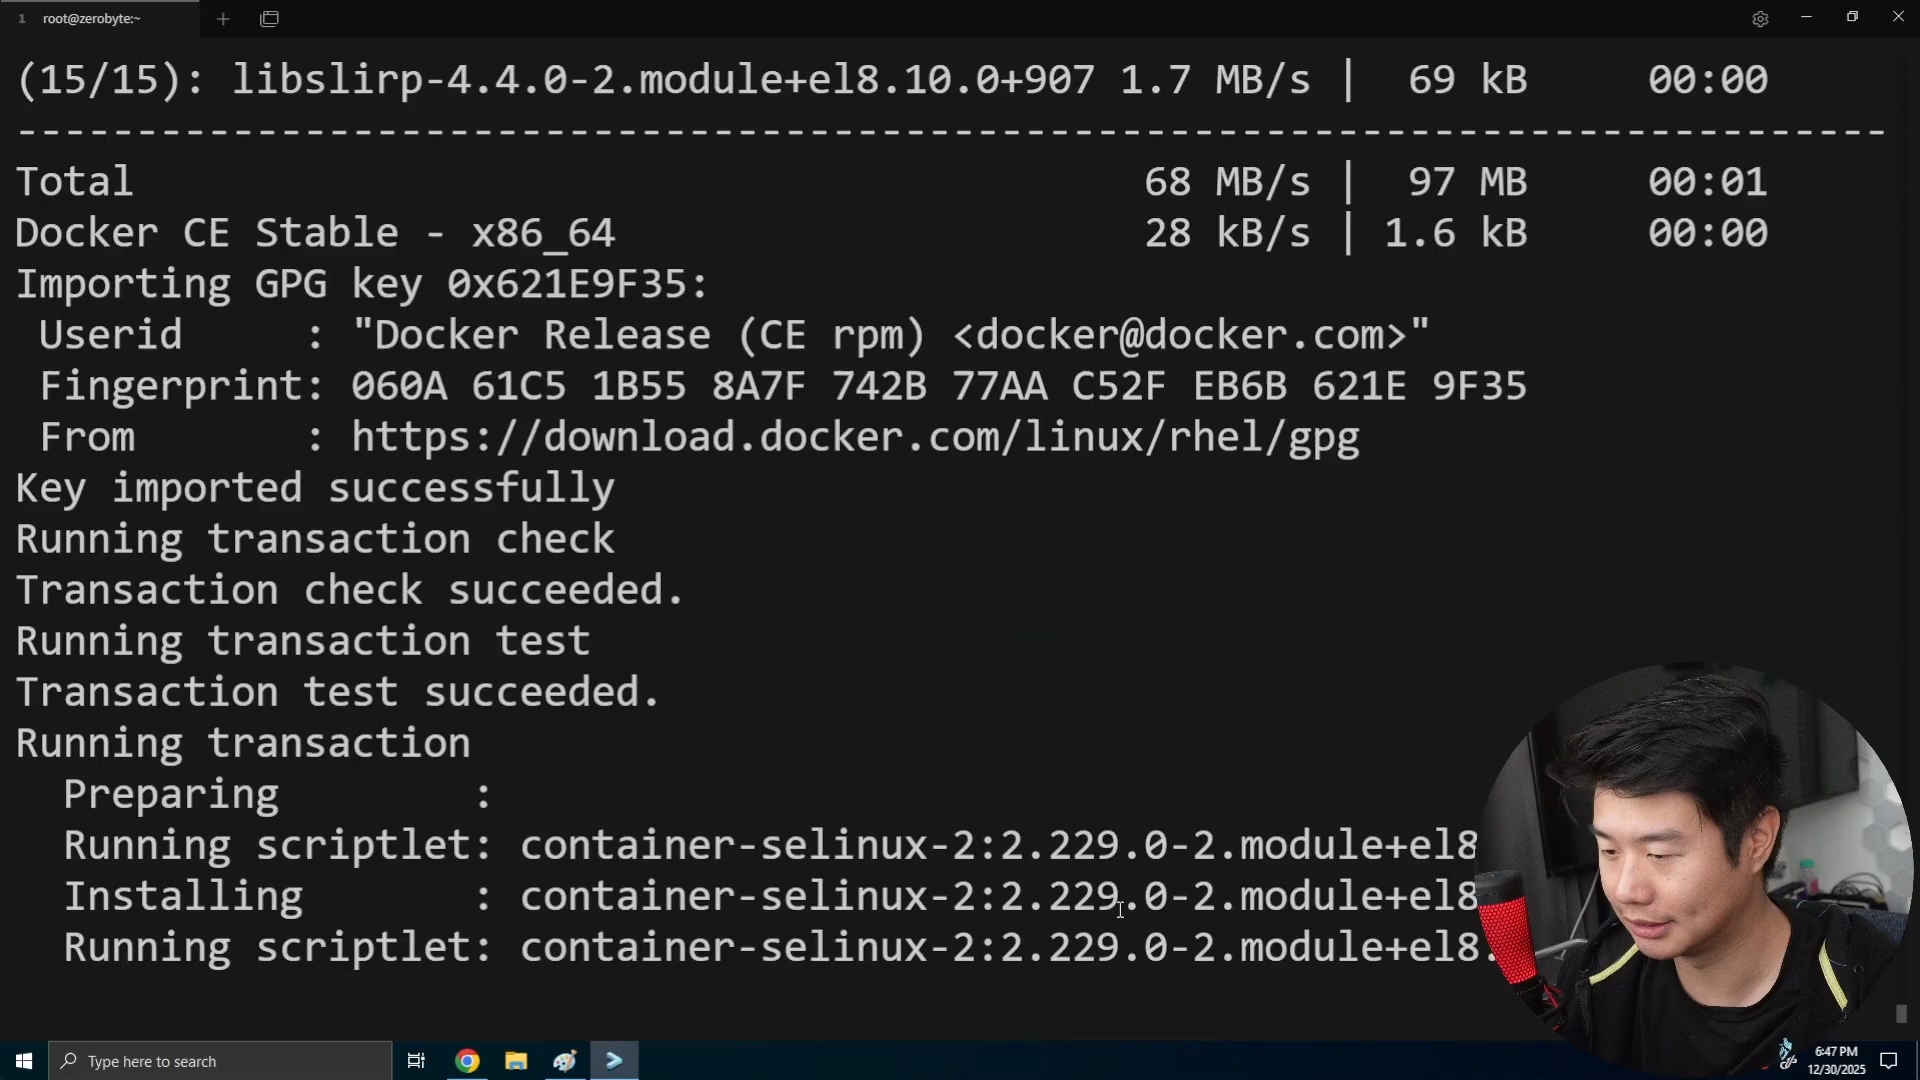 1 root@zerobyte:~
(15/15): libslirp-4.4.0-2.module+el8.10.0+907 1.7 MB/s | 69 kB 00:00
--------------------------------------------------------------------------------
Total 68 MB/s | 97 MB 00:01
Docker CE Stable - x86_64 28 kB/s | 1.6 kB 00:00
Importing GPG key 0x621E9F35:
Userid : "Docker Release (CE rpm) <docker@docker.com>"
Fingerprint: 060A 61C5 1B55 8A7F 742B 77AA C52F EB6B 621E 9F35
From : https://download.docker.com/linux/rhel/gpg
Key imported successfully
Running transaction check
Transaction check succeeded.
Running transaction test
Transaction test succeeded.
Running transaction
Preparing :
Running scriptlet: container-selinux-2:2.229.0-2.module+el8
Installing : container-selinux-2:2.229.0-2.module+el8
Running scriptlet: container-selinux-2:2.229.0-2.module+el8.
Type here to search
6:47 PM
12/30/2025